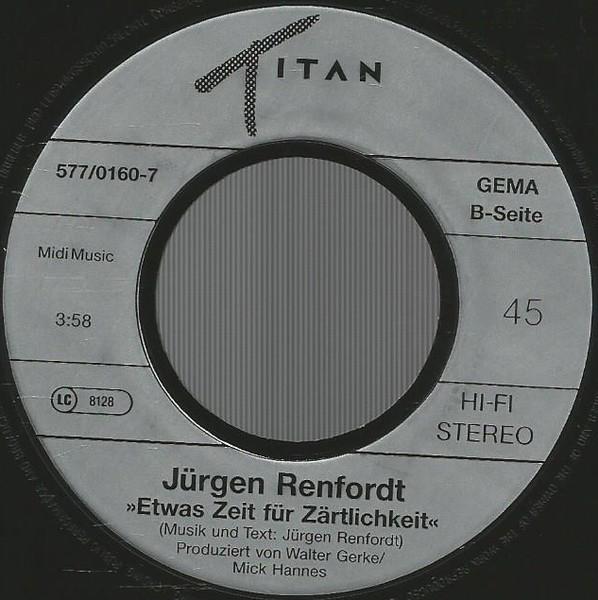 TITAN
577/0160-7
GEMA
B-Seite
Midi Music
3:58
45
LC 8128
HI-FI
STEREO
Jürgen Renfordt
»Etwas Zeit für Zärtlichkeit«
(Musik und Text: Jürgen Renfordt)
Produziert von Walter Gerke/
Mick Hannes